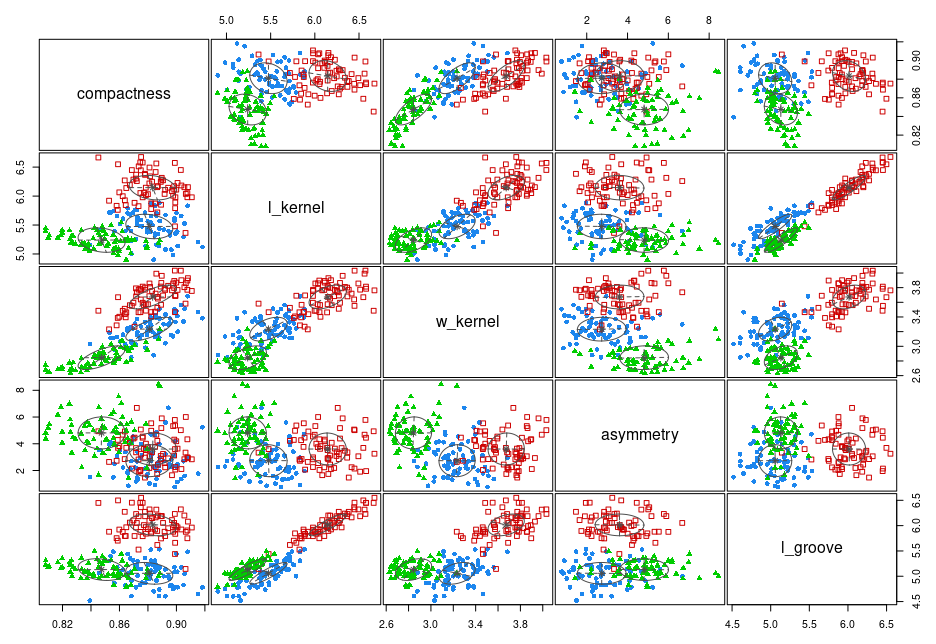 5.0 5.5 6.0 6.5 2 4 6 8
compactness
0.82 0.86 0.90
5.0 5.5 6.0 6.5
l_kernel
w_kernel
2.6 3.0 3.4 3.8
2 4 6 8
asymmetry
l_groove
4.5 5.0 5.5 6.0 6.5
0.82 0.86 0.90 2.6 3.0 3.4 3.8 4.5 5.0 5.5 6.0 6.5